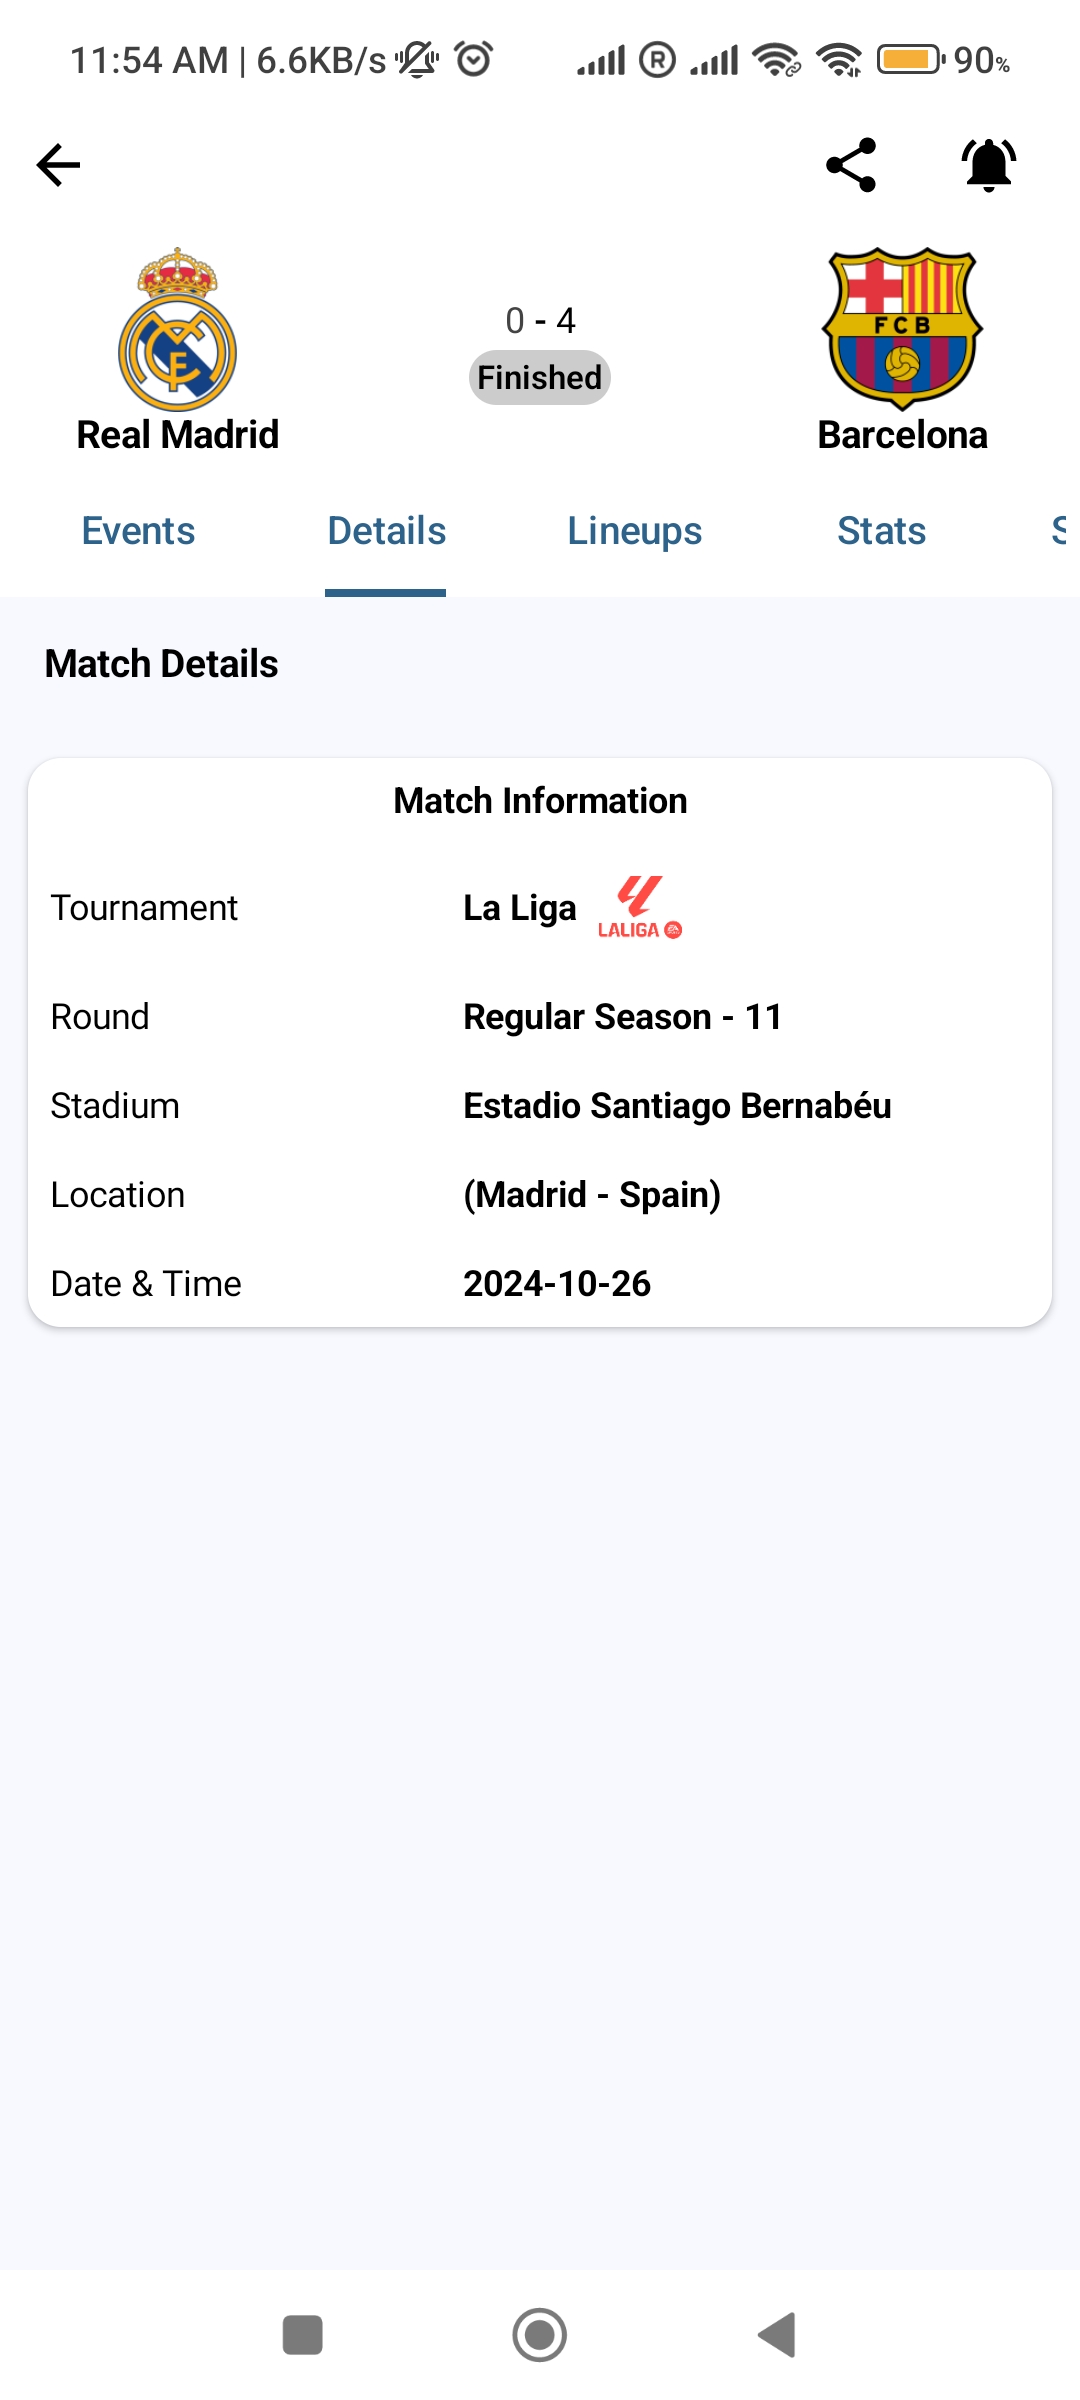 11:54 AM | 6.6KB/s R 90%
0 - 4
FCB
Finished
Real Madrid Barcelona
Events Details Lineups Stats S
Match Details
Match Information
Tournament La Liga
LALIGA
Round Regular Season - 11
Stadium Estadio Santiago Bernabéu
Location (Madrid - Spain)
Date & Time 2024-10-26